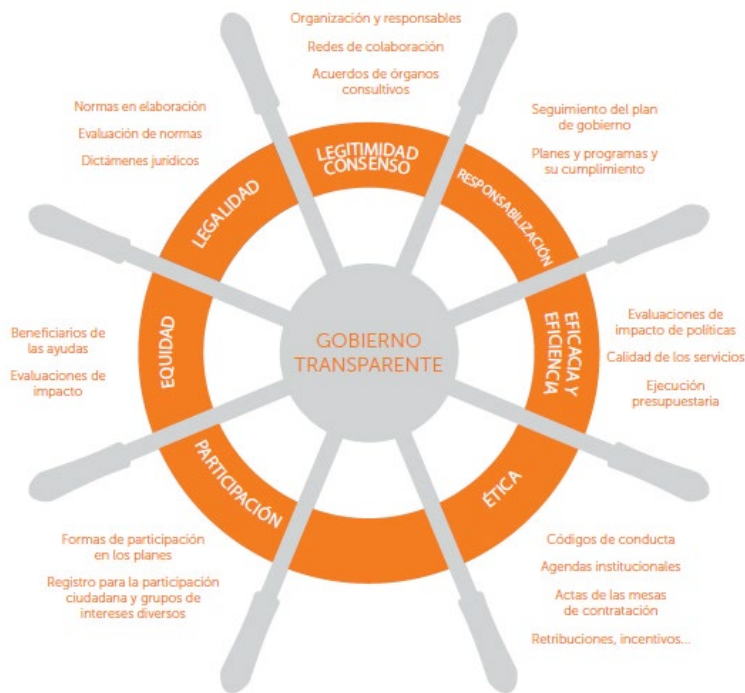 Organización y responsables
Redes de colaboración
Acuerdos de órganos
consultivos
Normas en elaboración
Evaluación de normas
Dictámenes jurídicos
Seguimiento del plan
de gobierno
Planes y programas y
su cumplimiento
LEGITIMIDAD
CONSENSO
LEGALIDAD
RESPONSABILIZACIÓN
EQUIDAD
EFICACIA Y
EFICIENCIA
GOBIERNO
TRANSPARENTE
Beneficiarios de
las ayudas
Evaluaciones de
impacto
Evaluaciones de
impacto de políticas
Calidad de los servicios
Ejecución
presupuestaria
PARTICIPACIÓN
ÉTICA
Formas de participación
en los planes
Registro para la participación
ciudadana y grupos de
intereses diversos
Códigos de conducta
Agendas institucionales
Actas de las mesas
de contratación
Retribuciones, incentivos...